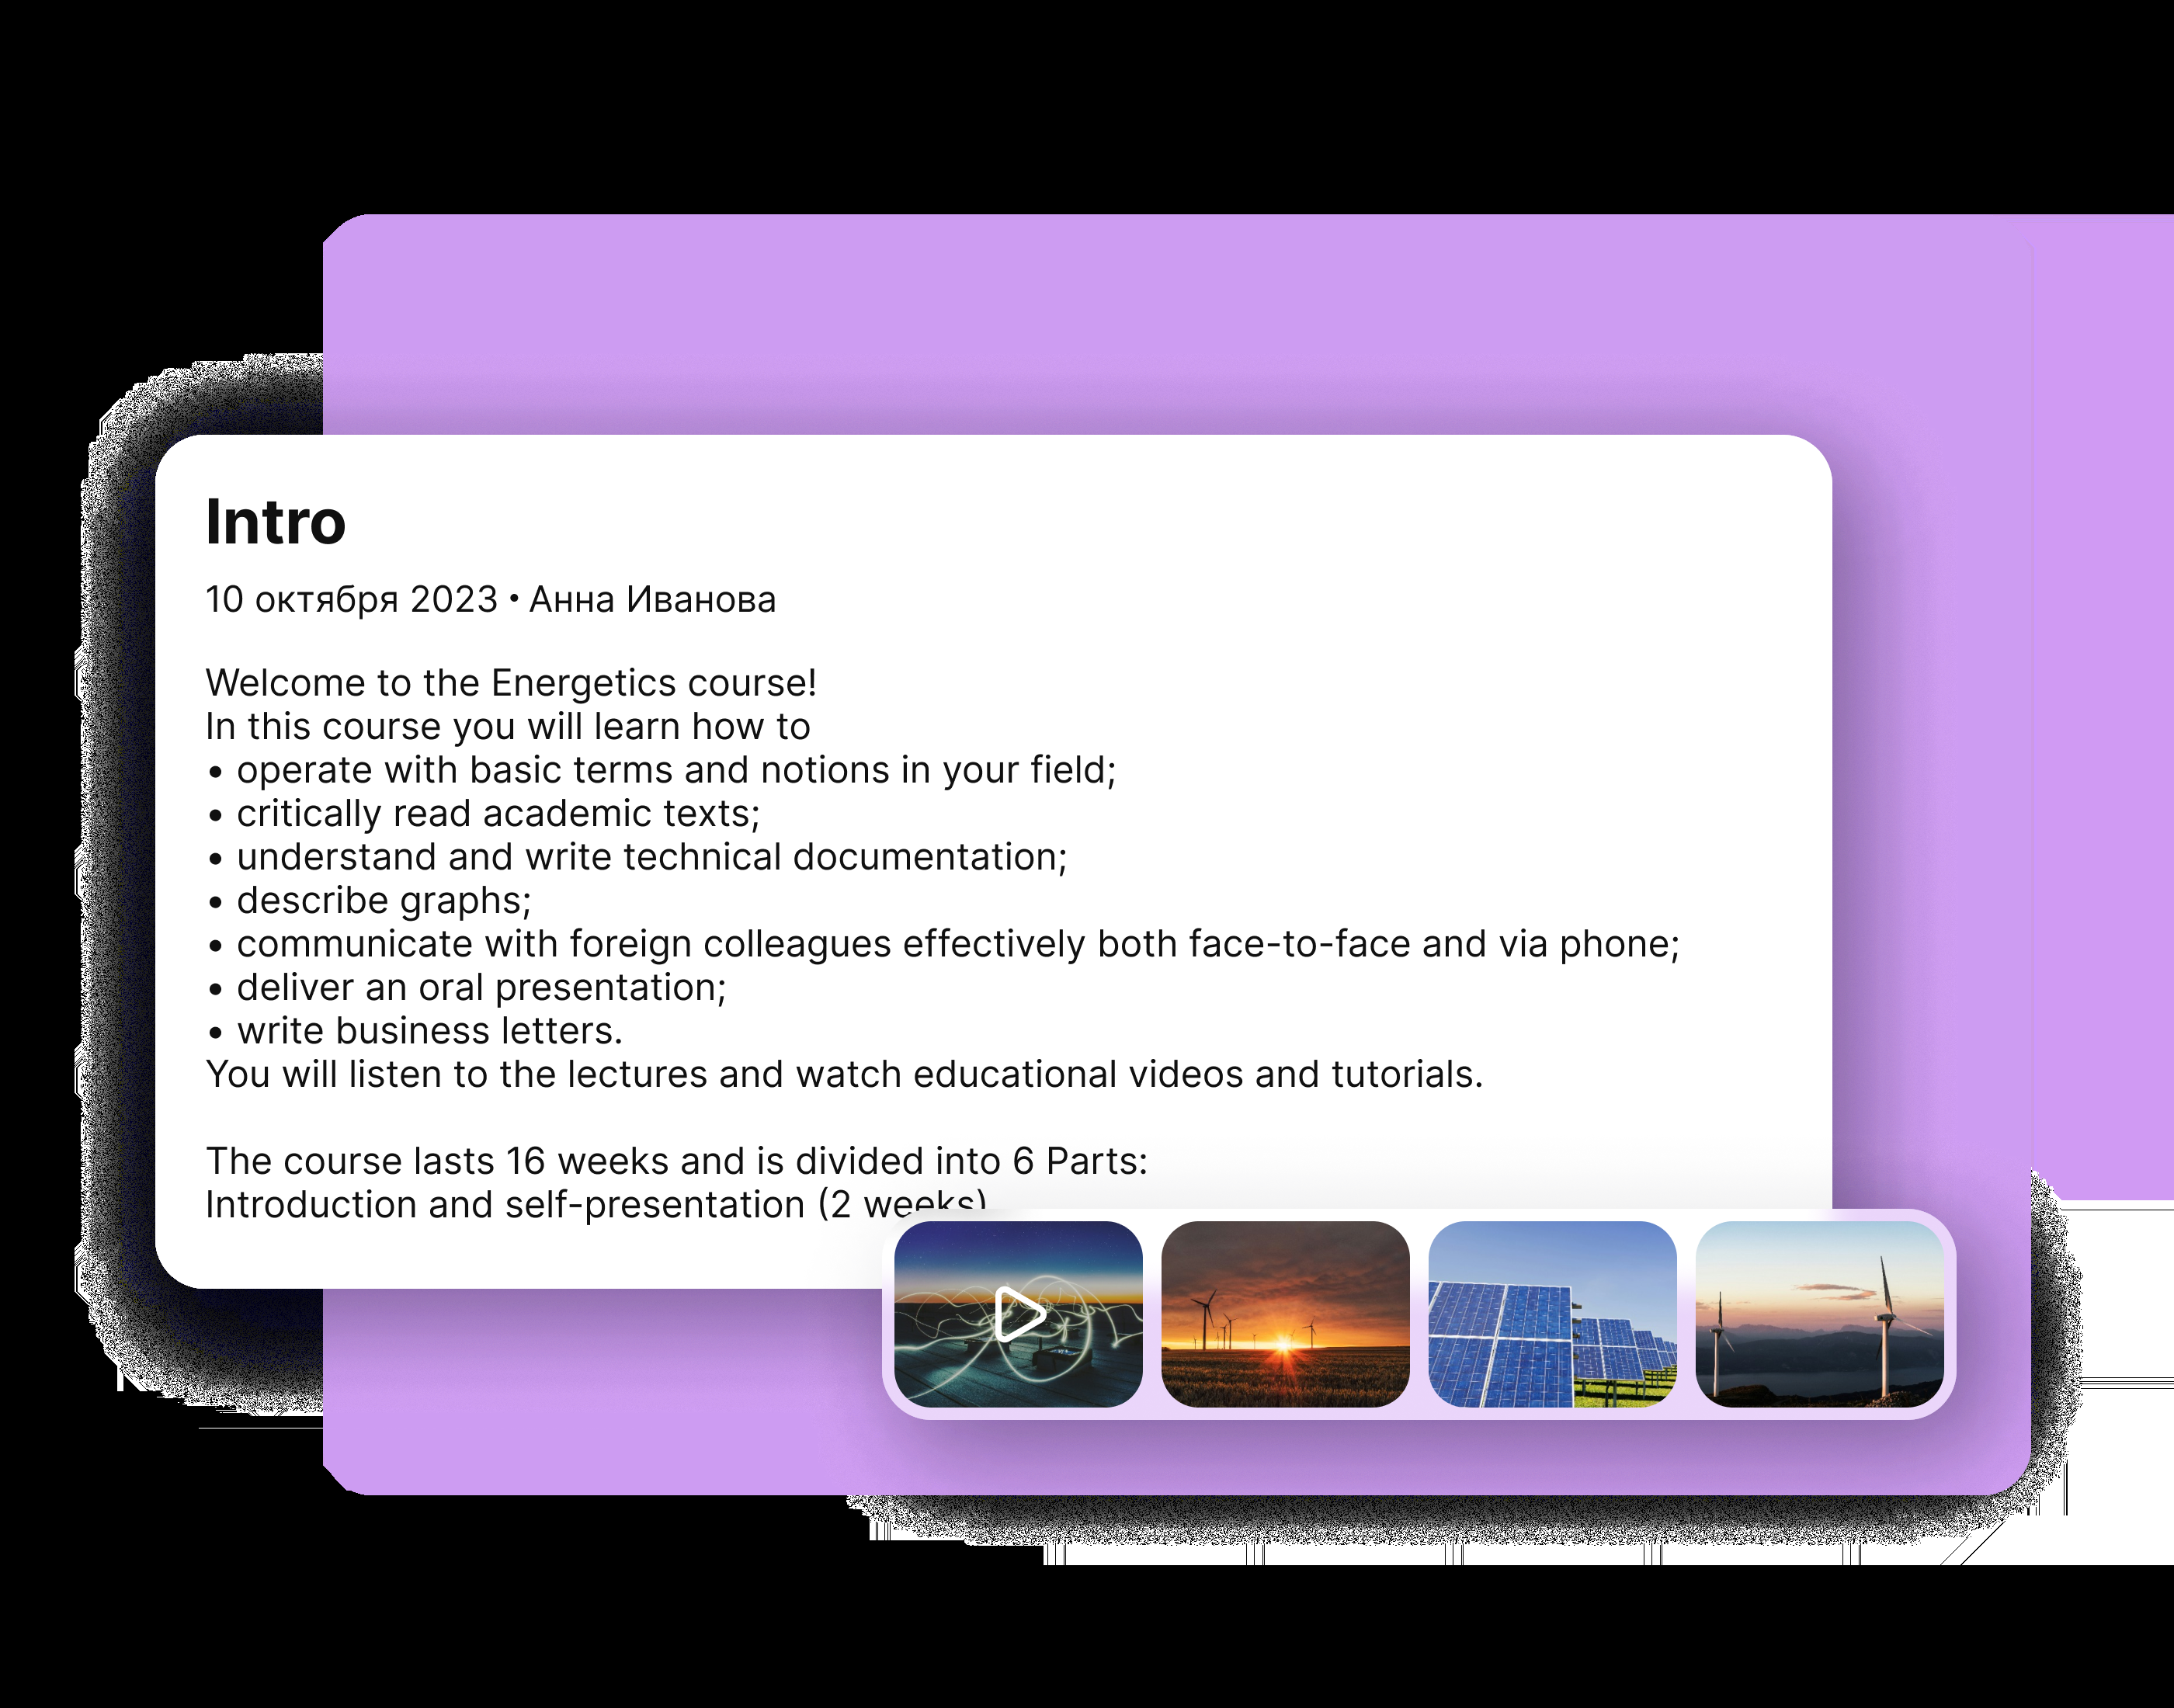 Intro
10 октября 2023 • Анна Иванова
Welcome to the Energetics course!
In this course you will learn how to
• operate with basic terms and notions in your field;
• critically read academic texts;
• understand and write technical documentation;
• describe graphs;
• communicate with foreign colleagues effectively both face-to-face and via phone;
• deliver an oral presentation;
• write business letters.
You will listen to the lectures and watch educational videos and tutorials.
The course lasts 16 weeks and is divided into 6 Parts:
Introduction and self-presentation (2 weeks)